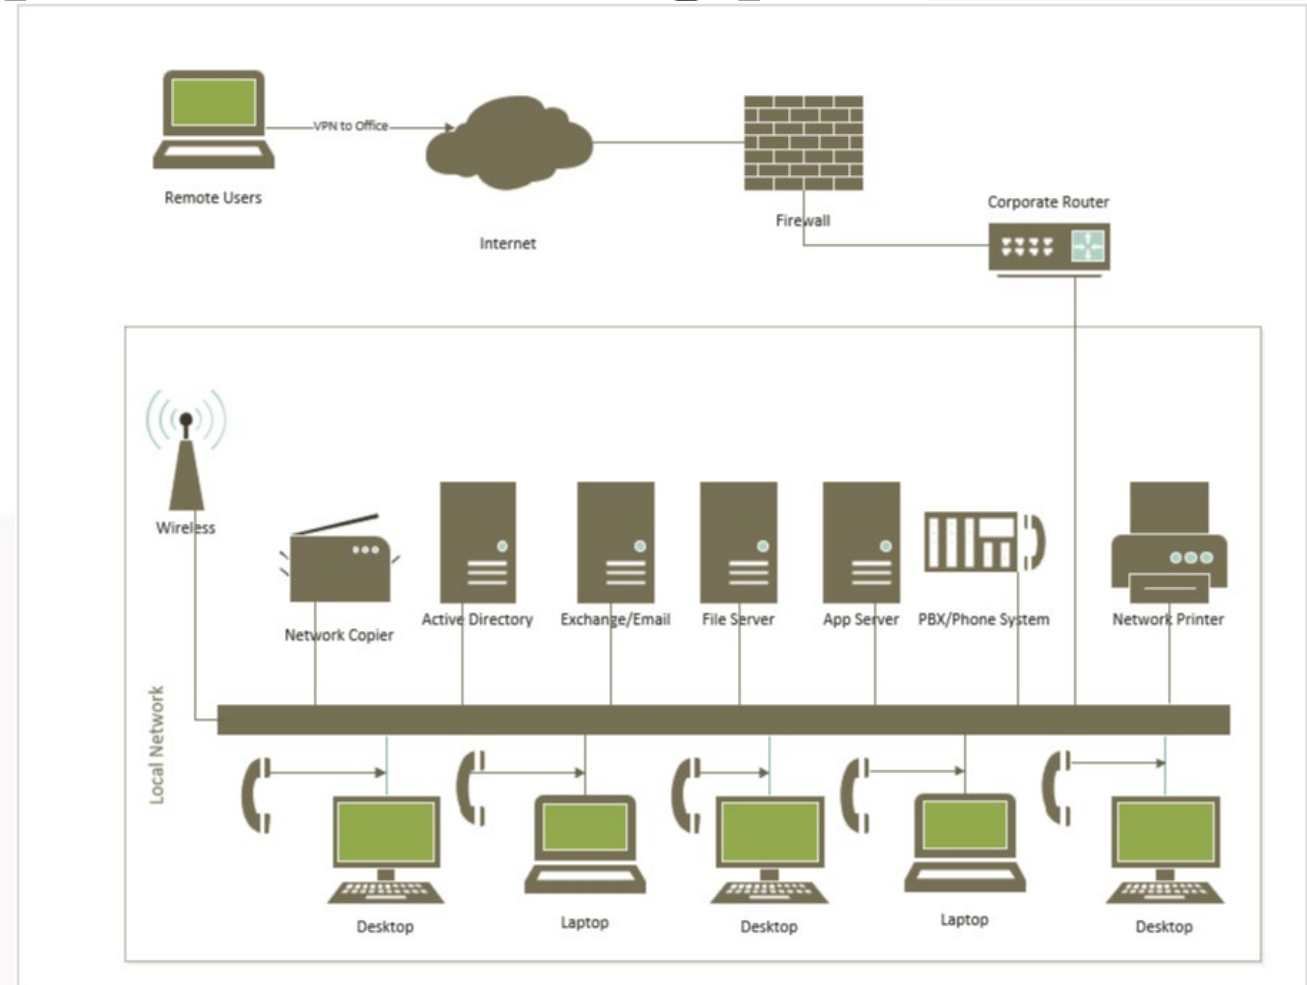 VPN to Office
Remote Users
Internet
Firewall
Corporate Router
Wireless
Network Copier
Active Directory
Exchange/Email
File Server
App Server
PBX/Phone System
Network Printer
Local Network
Desktop
Laptop
Desktop
Laptop
Desktop